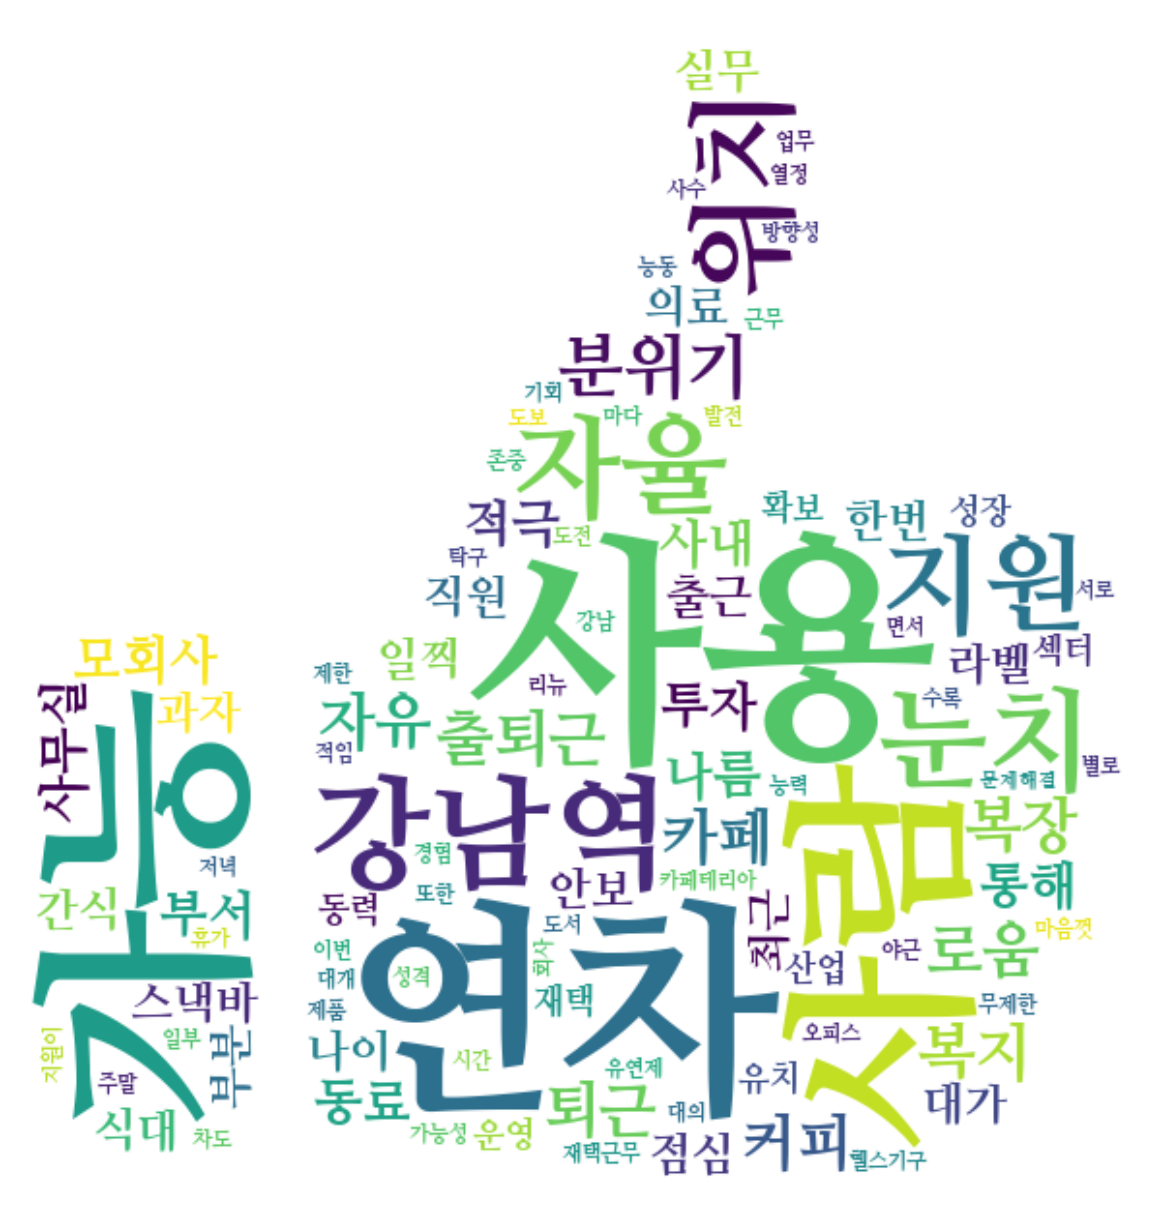 실무
위치
업무
열정
사수
방향성
능동
의료
근무
분위기
기회
도보
마다
발전
자율
존중
적극
도전
사내
확보
한번
성장
탁구
직원
사용
출근
지원
강남
면서
서로
모회사
일찍
라벨
섹터
제한
리뉴
투자
눈치
수록
사무실
과자
자유
출퇴근
적임
나름
능력
문제해결
별로
가능
강남역
카페
사람
복장
저녁
경험
카페테리아
간식
부서
동력
또한
안보
최근
통해
휴가
이번
연차
도서
회사
야근
로움
마음껏
대개
성격
재택
산업
스낵바
제품
무제한
지원이
일부
부분
나이
시간
유연제
오피스
복지
주말
동료
퇴근
대의
유치
대가
식대
차도
가능성
운영
재택근무
점심
커피
헬스기구